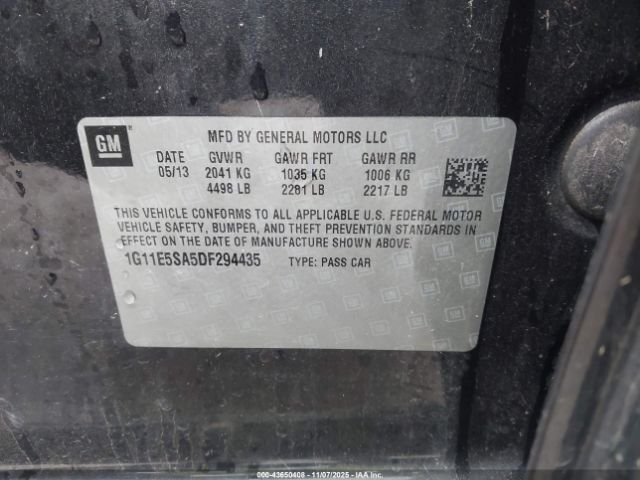 GM
MFD BY GENERAL MOTORS LLC
DATE GVWR GAWR FRT GAWR RR
05/13 2041 KG 1035 KG 1006 KG
4498 LB 2281 LB 2217 LB
THIS VEHICLE CONFORMS TO ALL APPLICABLE U.S. FEDERAL MOTOR
VEHICLE SAFETY, BUMPER, AND THEFT PREVENTION STANDARDS
IN EFFECT ON THE DATE OF MANUFACTURE SHOWN ABOVE.
1G11E5SA5DF294435 TYPE: PASS CAR
00-43650408 - 11/07/2025 - IAAI.COM